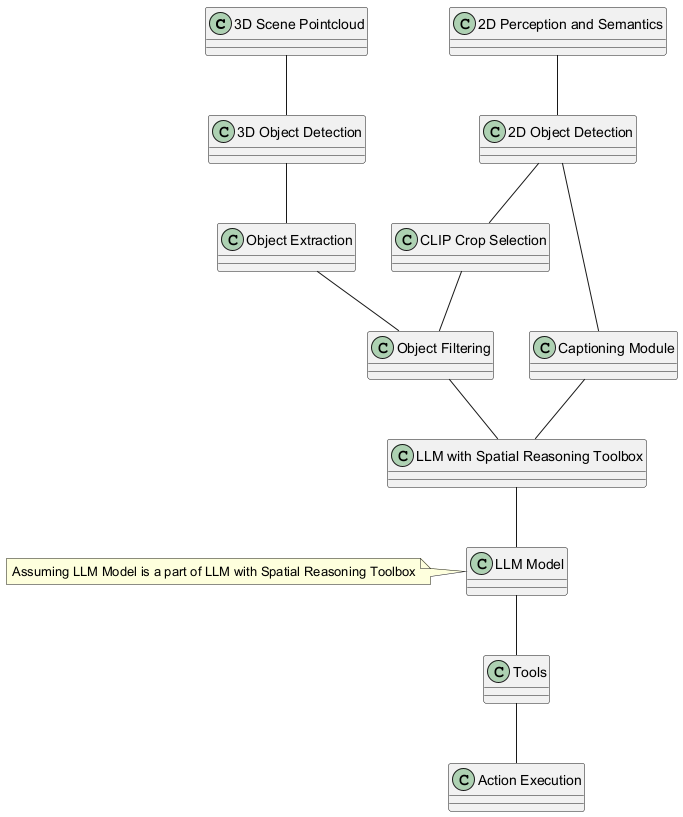 C 3D Scene Pointcloud
C 2D Perception and Semantics
C 3D Object Detection
C 2D Object Detection
C Object Extraction
C CLIP Crop Selection
C Object Filtering
C Captioning Module
C LLM with Spatial Reasoning Toolbox
Assuming LLM Model is a part of LLM with Spatial Reasoning Toolbox
C LLM Model
C Tools
C Action Execution